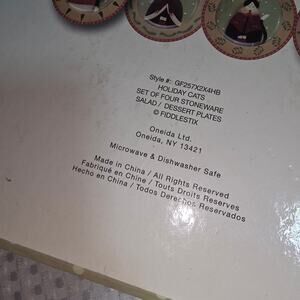 Style #: GF257X2X4HB
HOLIDAY CATS
SET OF FOUR STONEWARE
SALAD / DESSERT PLATES
© FIDDLESTIX
Oneida Ltd.
Oneida, NY 13421
Microwave & Dishwasher Safe
Made in China / All Rights Reserved
Fabriqué en Chine / Touts Droits Reserves
Hecho en China / Todos Derechos Reservados